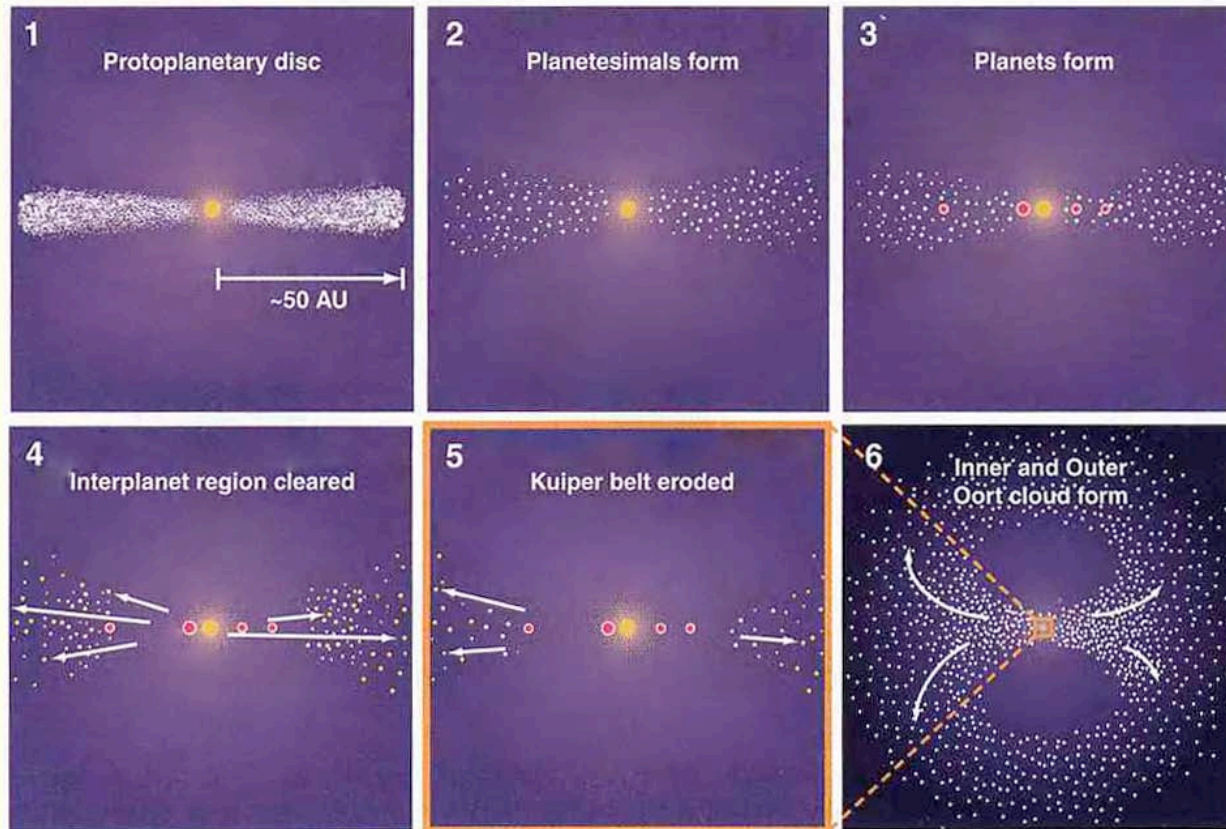 1
Protoplanetary disc
~50 AU
2
Planetesimals form
3
Planets form
4
Interplanet region cleared
5
Kuiper belt eroded
6
Inner and Outer
Oort cloud form